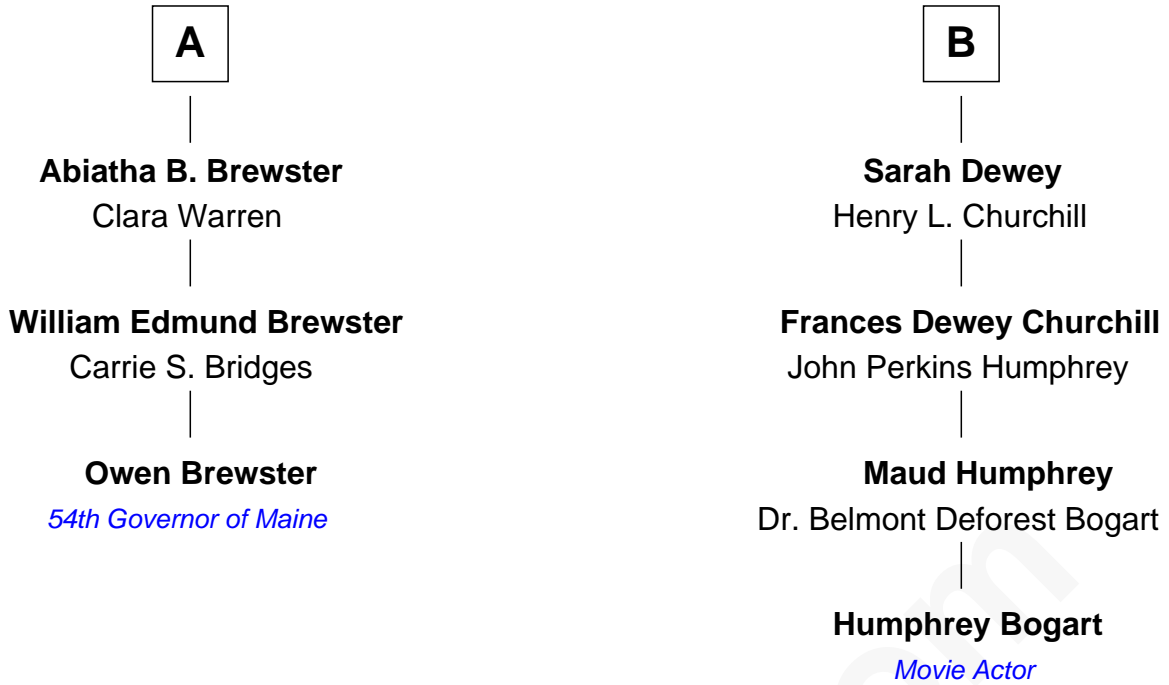 A
Abiatha B. Brewster
Clara Warren
William Edmund Brewster
Carrie S. Bridges
Owen Brewster
54th Governor of Maine
B
Sarah Dewey
Henry L. Churchill
Frances Dewey Churchill
John Perkins Humphrey
Maud Humphrey
Dr. Belmont Deforest Bogart
Humphrey Bogart
Movie Actor